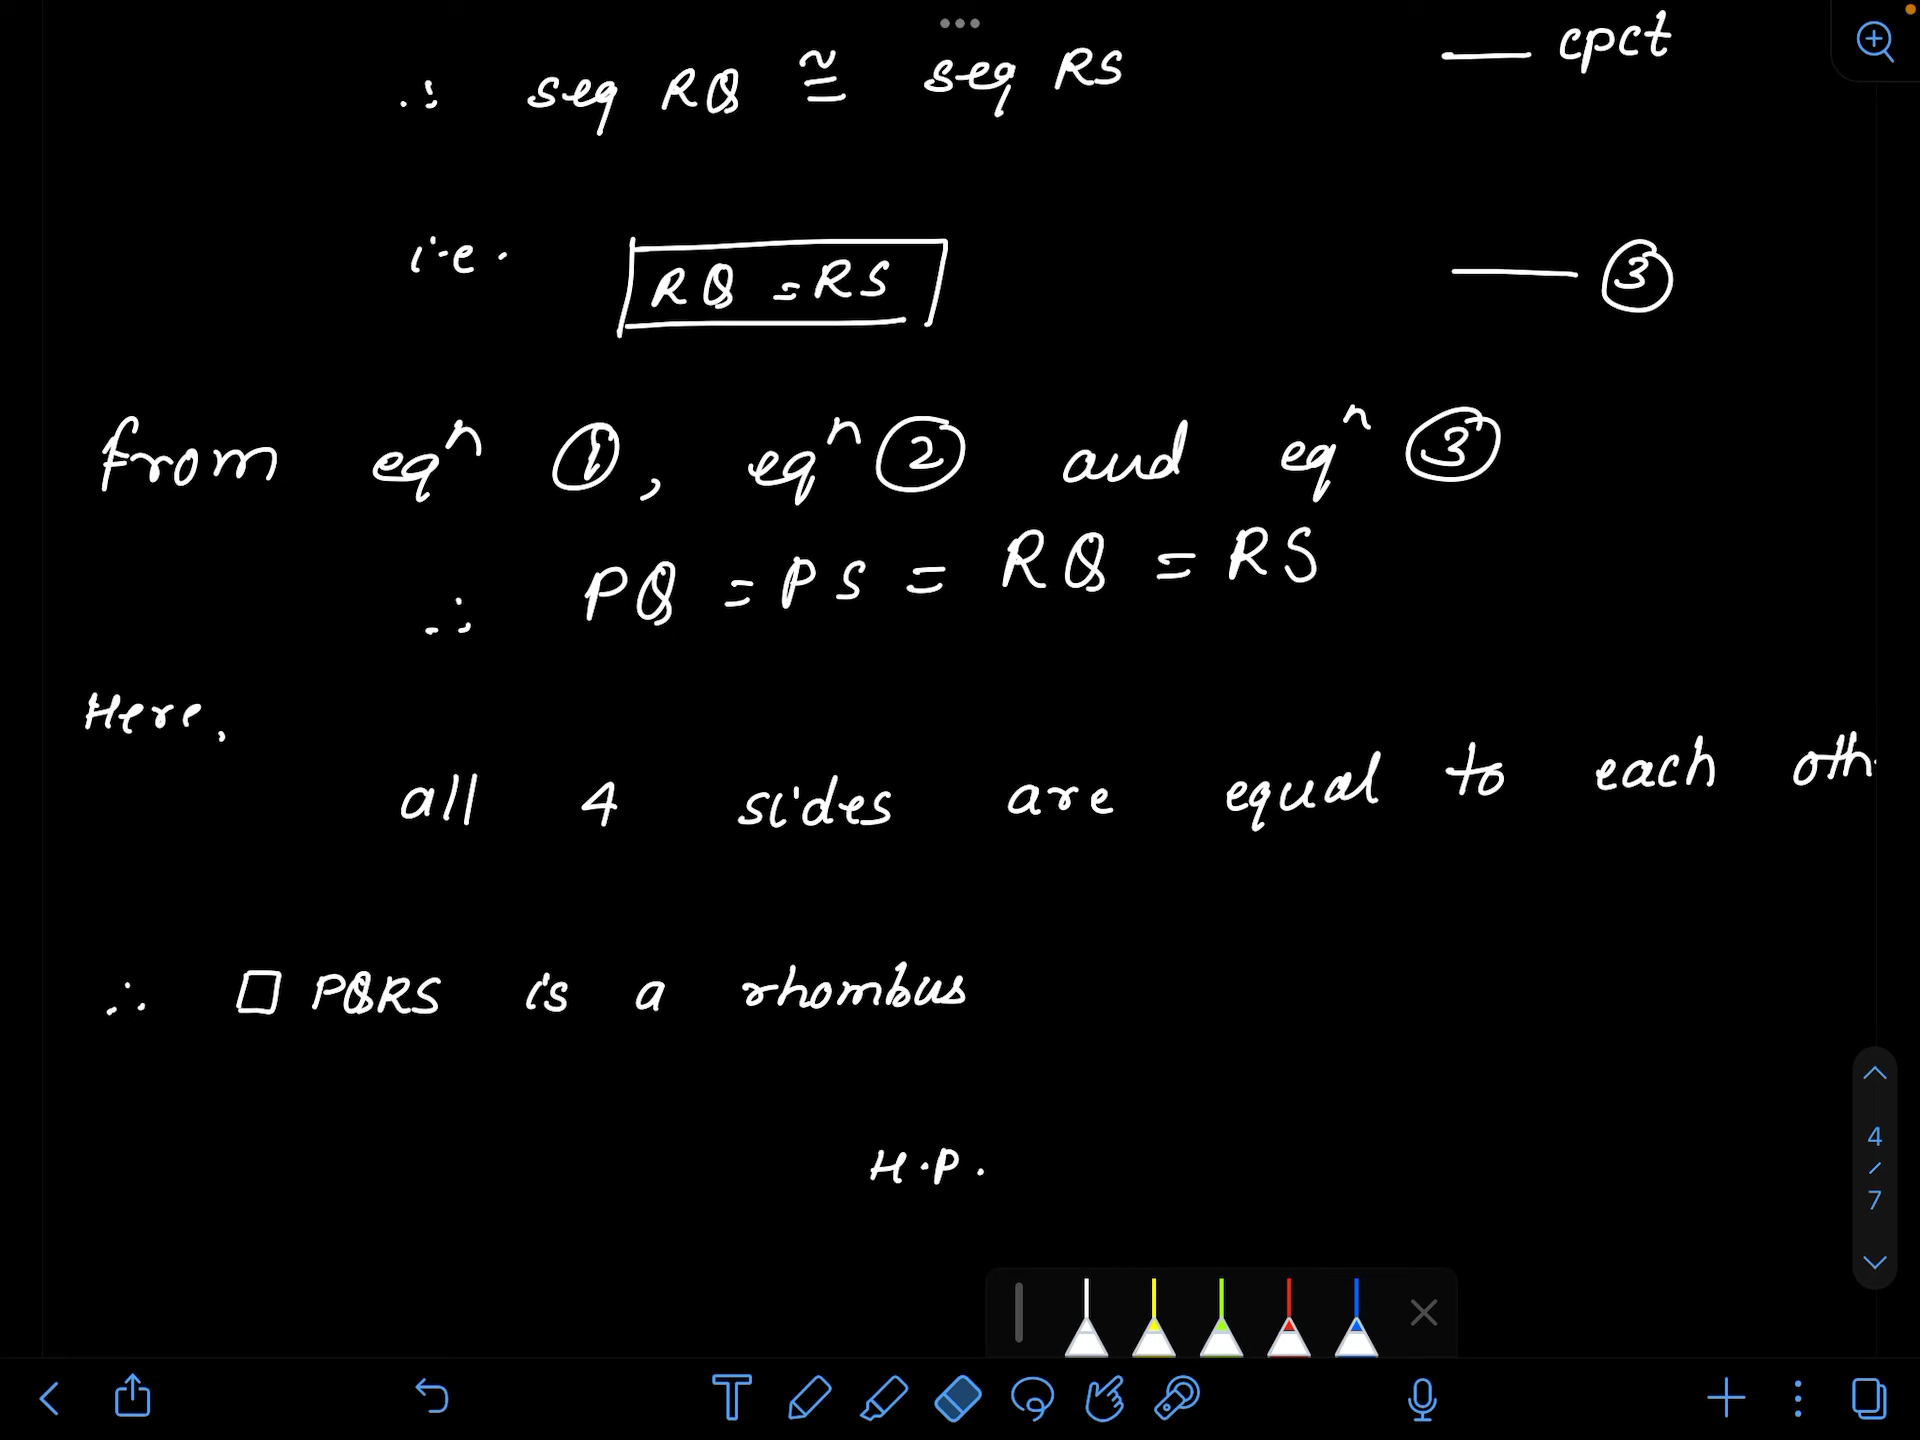 ∴ seg RQ ≅ seg RS — cpct
i.e. RQ = RS — ③
from eqⁿ ①, eqⁿ ② and eqⁿ ③
∴ PQ = PS = RQ = RS
Here,
all 4 sides are equal to each oth
∴ □ PQRS is a rhombus
H.P.
4
/
7